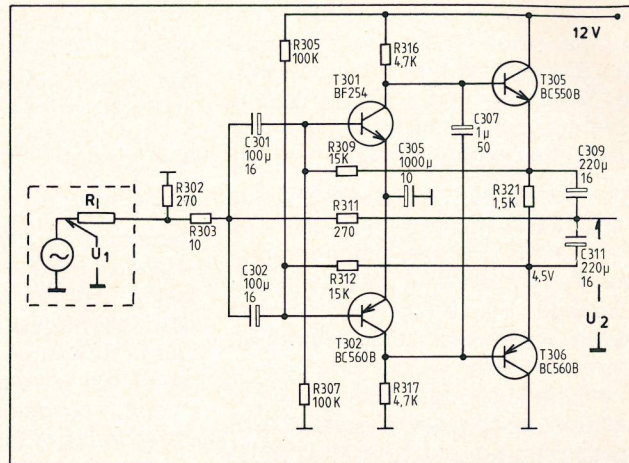 12 V
R305
100K
R316
4,7K
T301
BF254
T305
BC550B
C301
100µ
16
C307
1µ
50
R309
15K
C305
1000µ
10
C309
220µ
16
R302
270
R321
1,5K
RI
R303
10
R311
270
U1
C302
100µ
16
R312
15K
4,5V
C311
220µ
16
U2
T302
BC560B
T306
BC560B
R307
100K
R317
4,7K